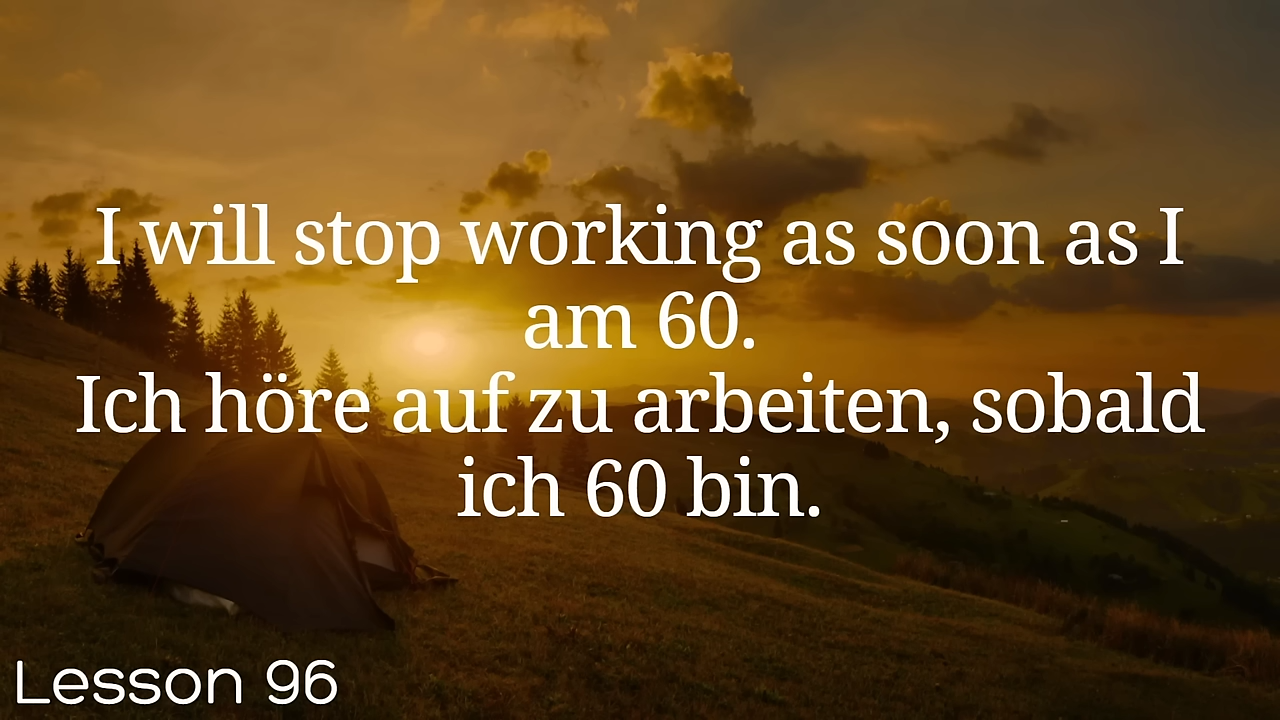 I will stop working as soon as I
am 60.
Ich höre auf zu arbeiten, sobald
ich 60 bin.
Lesson 96